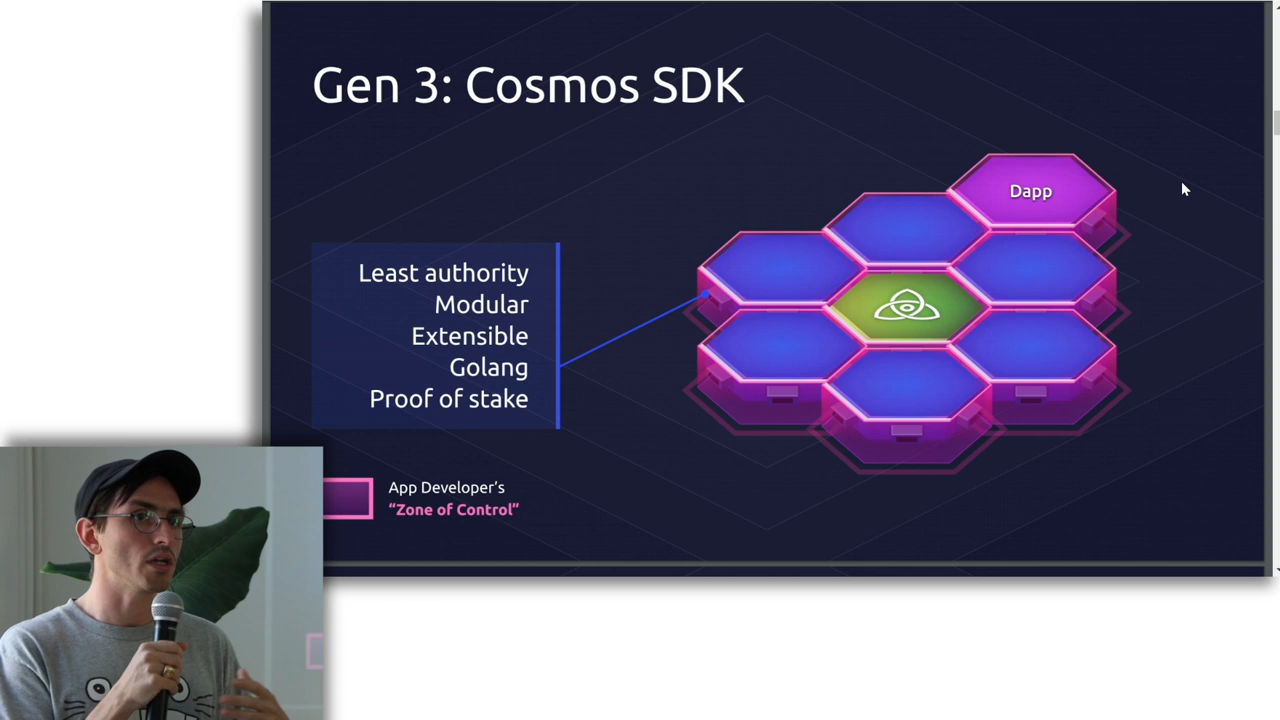 Gen 3: Cosmos SDK
Dapp
Least authority
Modular
Extensible
Golang
Proof of stake
App Developer’s
“Zone of Control”